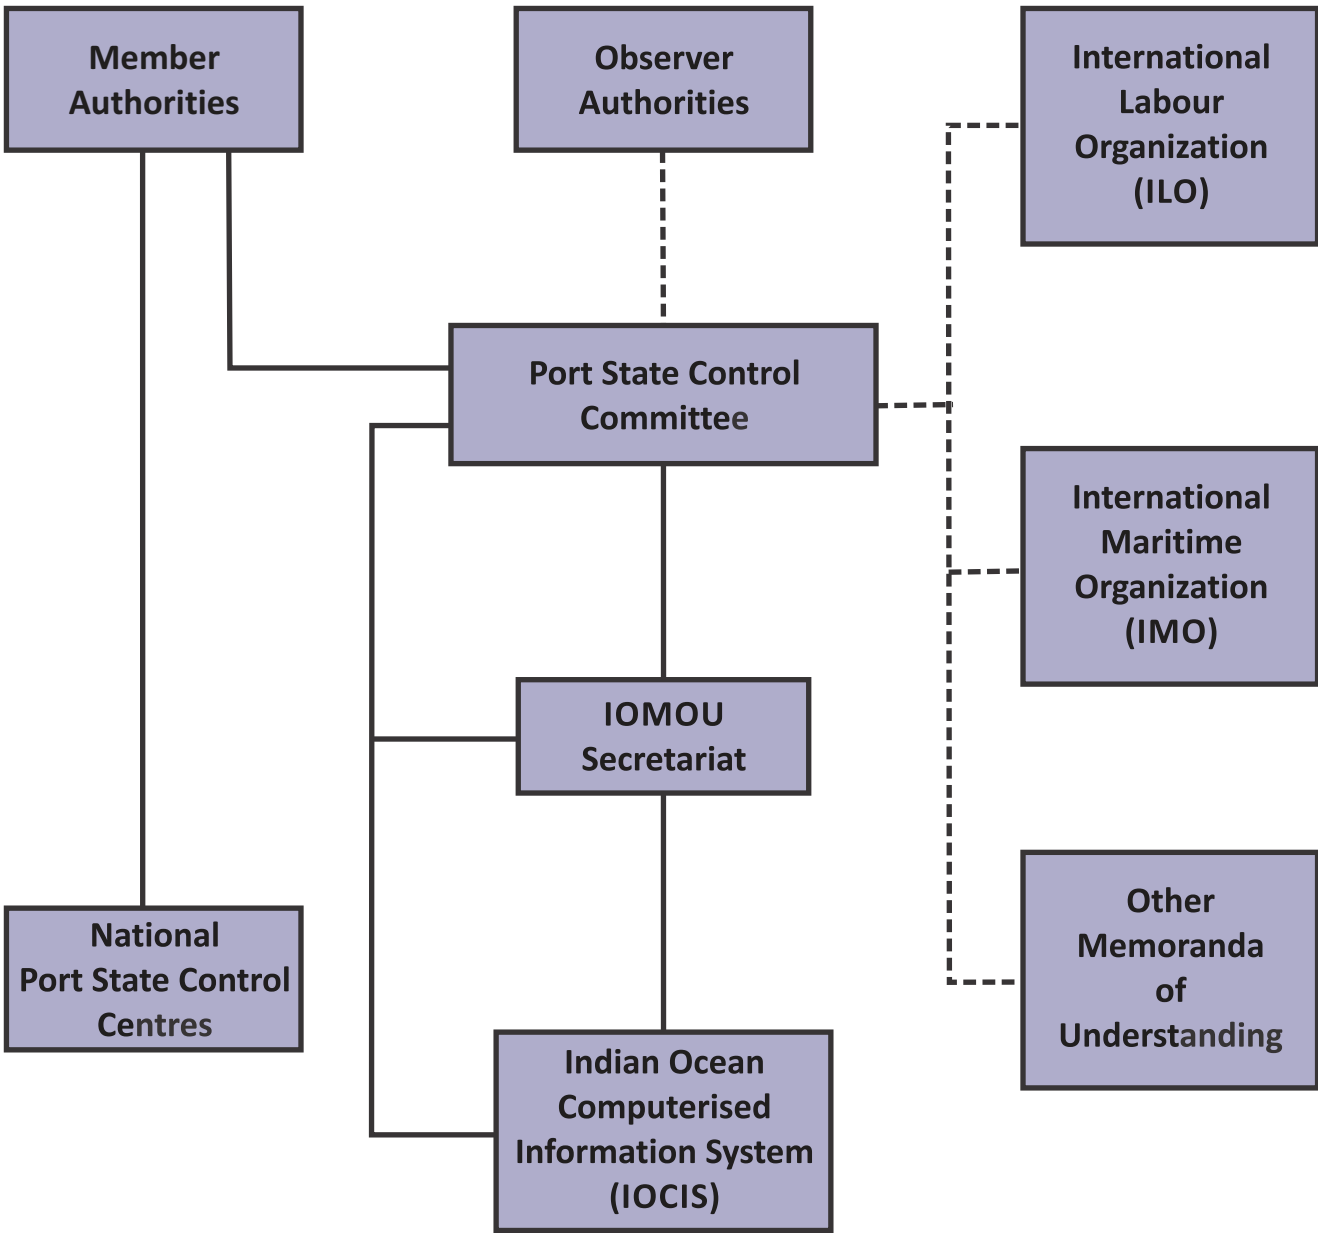 Member
Authorities
Observer
Authorities
International
Labour
Organization
(ILO)
Port State Control
Committee
International
Maritime
Organization
(IMO)
IOMOU
Secretariat
National
Port State Control
Centres
Other
Memoranda
of
Understanding
Indian Ocean
Computerised
Information System
(IOCIS)